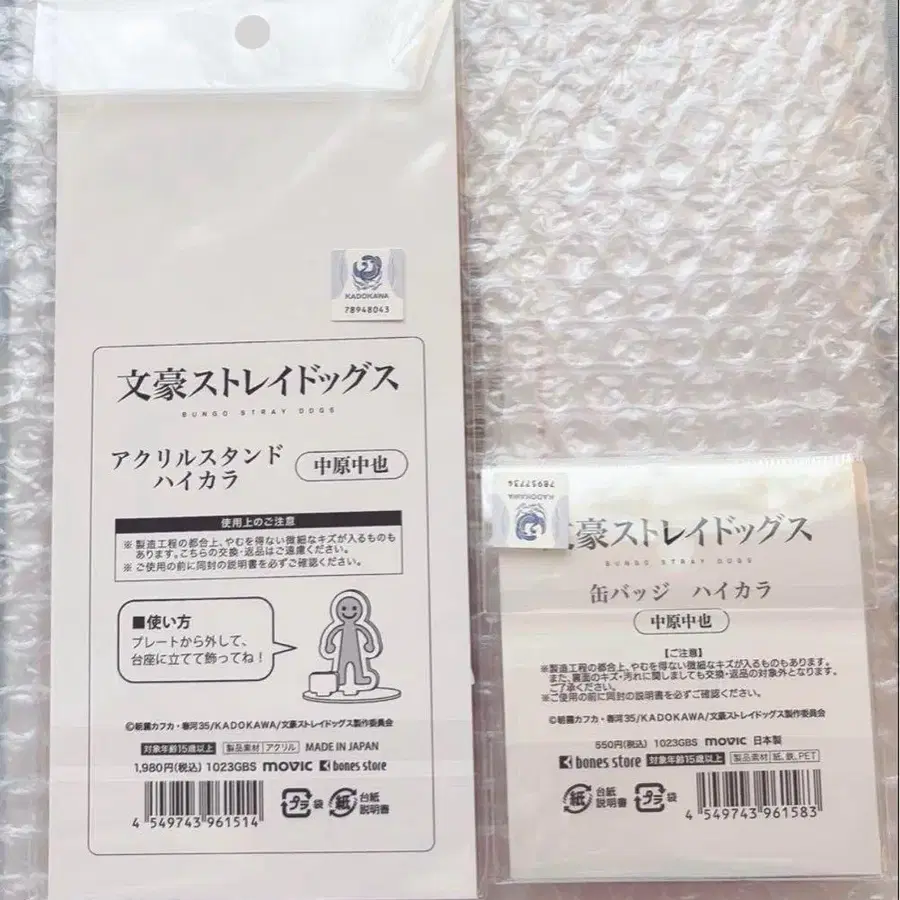 KADOKAWA
78948043
文豪ストレイドッグス
BUNGO STRAY DOGS
アクリルスタンド
ハイカラ
中原中也
使用上のご注意
※製造工程の都合上、やむを得ない微細なキズが入るものも
あります。こちらの交換・返品はご遠慮ください。
※ご使用の前に同封の説明書を必ずご確認ください。
■使い方
プレートから外して、
台座に立てて飾ってね!
©朝霧カフカ・春河35/KADOKAWA/文豪ストレイドッグス製作委員会
対象年齢15歳以上 製品素材 アクリル MADE IN JAPAN
1,980円(税込) 1023GBS movic bones store
4 549743 961514
プラ 袋
紙 台紙 説明書
78957734
KADOKAWA
文豪ストレイドッグス
BUNGO STRAY DOGS
缶バッジ ハイカラ
中原中也
【ご注意】
※製造工程の都合上、やむを得ない微細なキズが入るものもあります。
また、裏面のキズ・汚れに関しましても交換・返品の対象外となります。
ご了承ください。
※ご使用の前に同封の説明書を必ずご確認ください。
©朝霧カフカ・春河35/KADOKAWA/文豪ストレイドッグス製作委員会
550円(税込) 1023GBS movic 日本製
bones store 対象年齢15歳以上 製品素材 紙、鉄、PET
紙 台紙 説明書
プラ 袋
4 549743 961583